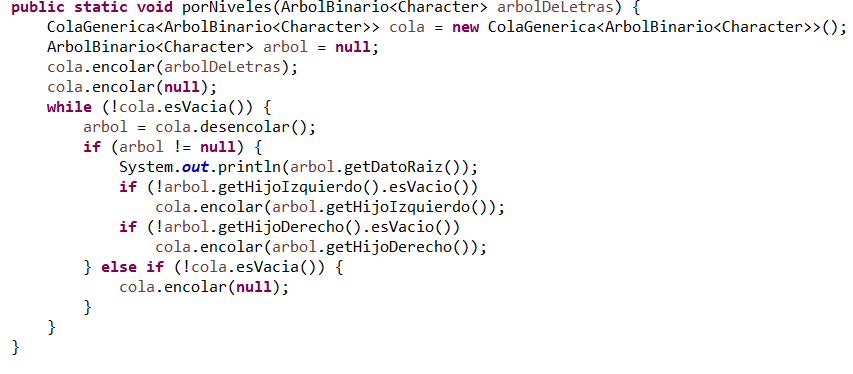 public static void porNiveles(ArbolBinario<Character> arbolDeLetras) {
    ColaGenerica<ArbolBinario<Character>> cola = new ColaGenerica<ArbolBinario<Character>>();
    ArbolBinario<Character> arbol = null;
    cola.encolar(arbolDeLetras);
    cola.encolar(null);
    while (!cola.esVacia()) {
        arbol = cola.desencolar();
        if (arbol != null) {
            System.out.println(arbol.getDatoRaiz());
            if (!arbol.getHijoIzquierdo().esVacio())
                cola.encolar(arbol.getHijoIzquierdo());
            if (!arbol.getHijoDerecho().esVacio())
                cola.encolar(arbol.getHijoDerecho());
        } else if (!cola.esVacia()) {
            cola.encolar(null);
        }
    }
}